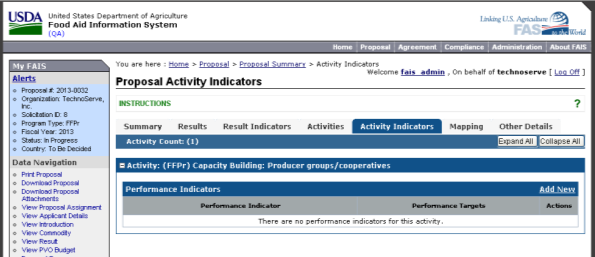 USDA
United States Department of Agriculture
Food Aid Information System
(QA)
Linking U.S. Agriculture
FAS
to the World
Home Proposal Agreement Compliance Administration About FAIS
My FAIS
Alerts
Proposal #: 2013-0032
Organization: TechnoServe, Inc.
Solicitation ID: 8
Program Type: FFPr
Fiscal Year: 2013
Status: In Progress
Country: To Be Decided
Data Navigation
Print Proposal
Download Proposal
Download Proposal Attachments
View Proposal Assignment
View Applicant Details
View Introduction
View Commodity
View Result
View PVO Budget
You are here : Home > Proposal > Proposal Summary > Activity Indicators
Welcome fais_admin , On behalf of technoserve [ Log Off ]
Proposal Activity Indicators
INSTRUCTIONS ?
Summary Results Result Indicators Activities Activity Indicators Mapping Other Details
Activity Count: (1) Expand All Collapse All
Activity: (FFPr) Capacity Building: Producer groups/cooperatives
Performance Indicators Add New
Performance Indicator Performance Targets Actions
There are no performance indicators for this activity.